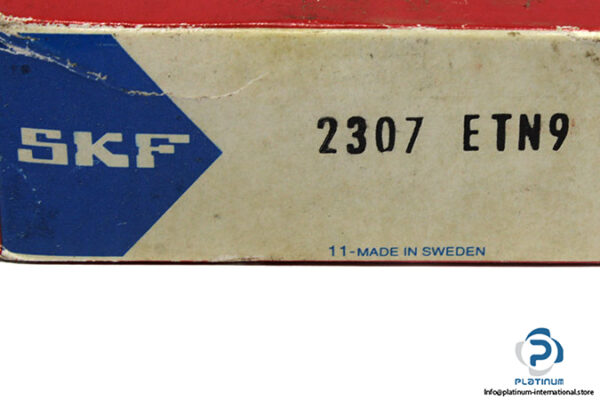 SKF
2307 ETN9
11-MADE IN SWEDEN
PLATINUM
Info@platinum-international.store